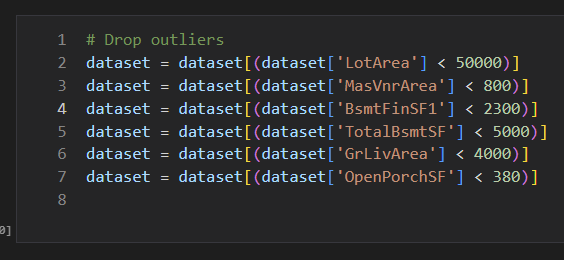 1 # Drop outliers
2 dataset = dataset[(dataset['LotArea'] < 50000)]
3 dataset = dataset[(dataset['MasVnrArea'] < 800)]
4 dataset = dataset[(dataset['BsmtFinSF1'] < 2300)]
5 dataset = dataset[(dataset['TotalBsmtSF'] < 5000)]
6 dataset = dataset[(dataset['GrLivArea'] < 4000)]
7 dataset = dataset[(dataset['OpenPorchSF'] < 380)]
8